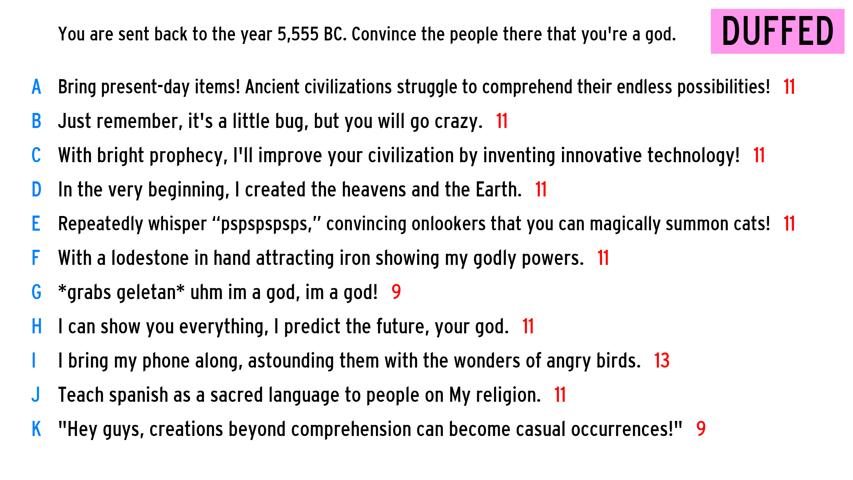 You are sent back to the year 5,555 BC. Convince the people there that you're a god.
DUFFED
A Bring present-day items! Ancient civilizations struggle to comprehend their endless possibilities! 11
B Just remember, it's a little bug, but you will go crazy. 11
C With bright prophecy, I'll improve your civilization by inventing innovative technology! 11
D In the very beginning, I created the heavens and the Earth. 11
E Repeatedly whisper “pspspspsps,” convincing onlookers that you can magically summon cats! 11
F With a lodestone in hand attracting iron showing my godly powers. 11
G *grabs geletan* uhm im a god, im a god! 9
H I can show you everything, I predict the future, your god. 11
I I bring my phone along, astounding them with the wonders of angry birds. 13
J Teach spanish as a sacred language to people on My religion. 11
K "Hey guys, creations beyond comprehension can become casual occurrences!" 9